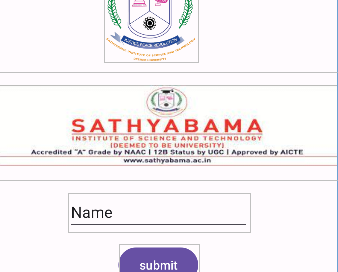 SATHYABAMA
INSTITUTE OF SCIENCE AND TECHNOLOGY
(DEEMED TO BE UNIVERSITY)
Accredited "A" Grade by NAAC | 12B Status by UGC | Approved by AICTE
www.sathyabama.ac.in
Name
submit